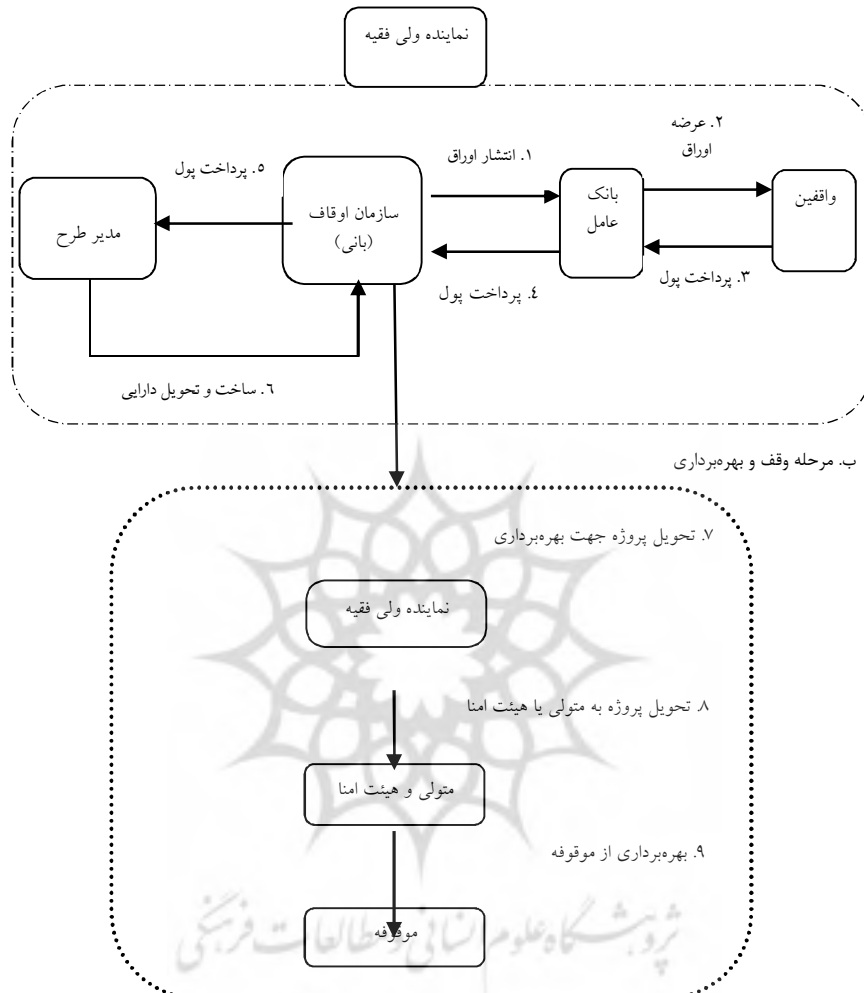 نماینده ولی فقیه
۲. عرضه
اوراق
۱. انتشار اوراق
۵. پرداخت پول
واقفین
بانک
عامل
سازمان اوقاف
(بانی)
مدیر طرح
۳. پرداخت پول
۴. پرداخت پول
۶. ساخت و تحویل دارایی
ب. مرحله وقف و بهره‌برداری
۷. تحویل پروژه جهت بهره‌برداری
نماینده ولی فقیه
۸. تحویل پروژه به متولی یا هیئت امنا
متولی و هیئت امنا
۹. بهره‌برداری از موقوفه
موقوفه
پژوهشگاه علوم انسانی و مطالعات فرهنگی